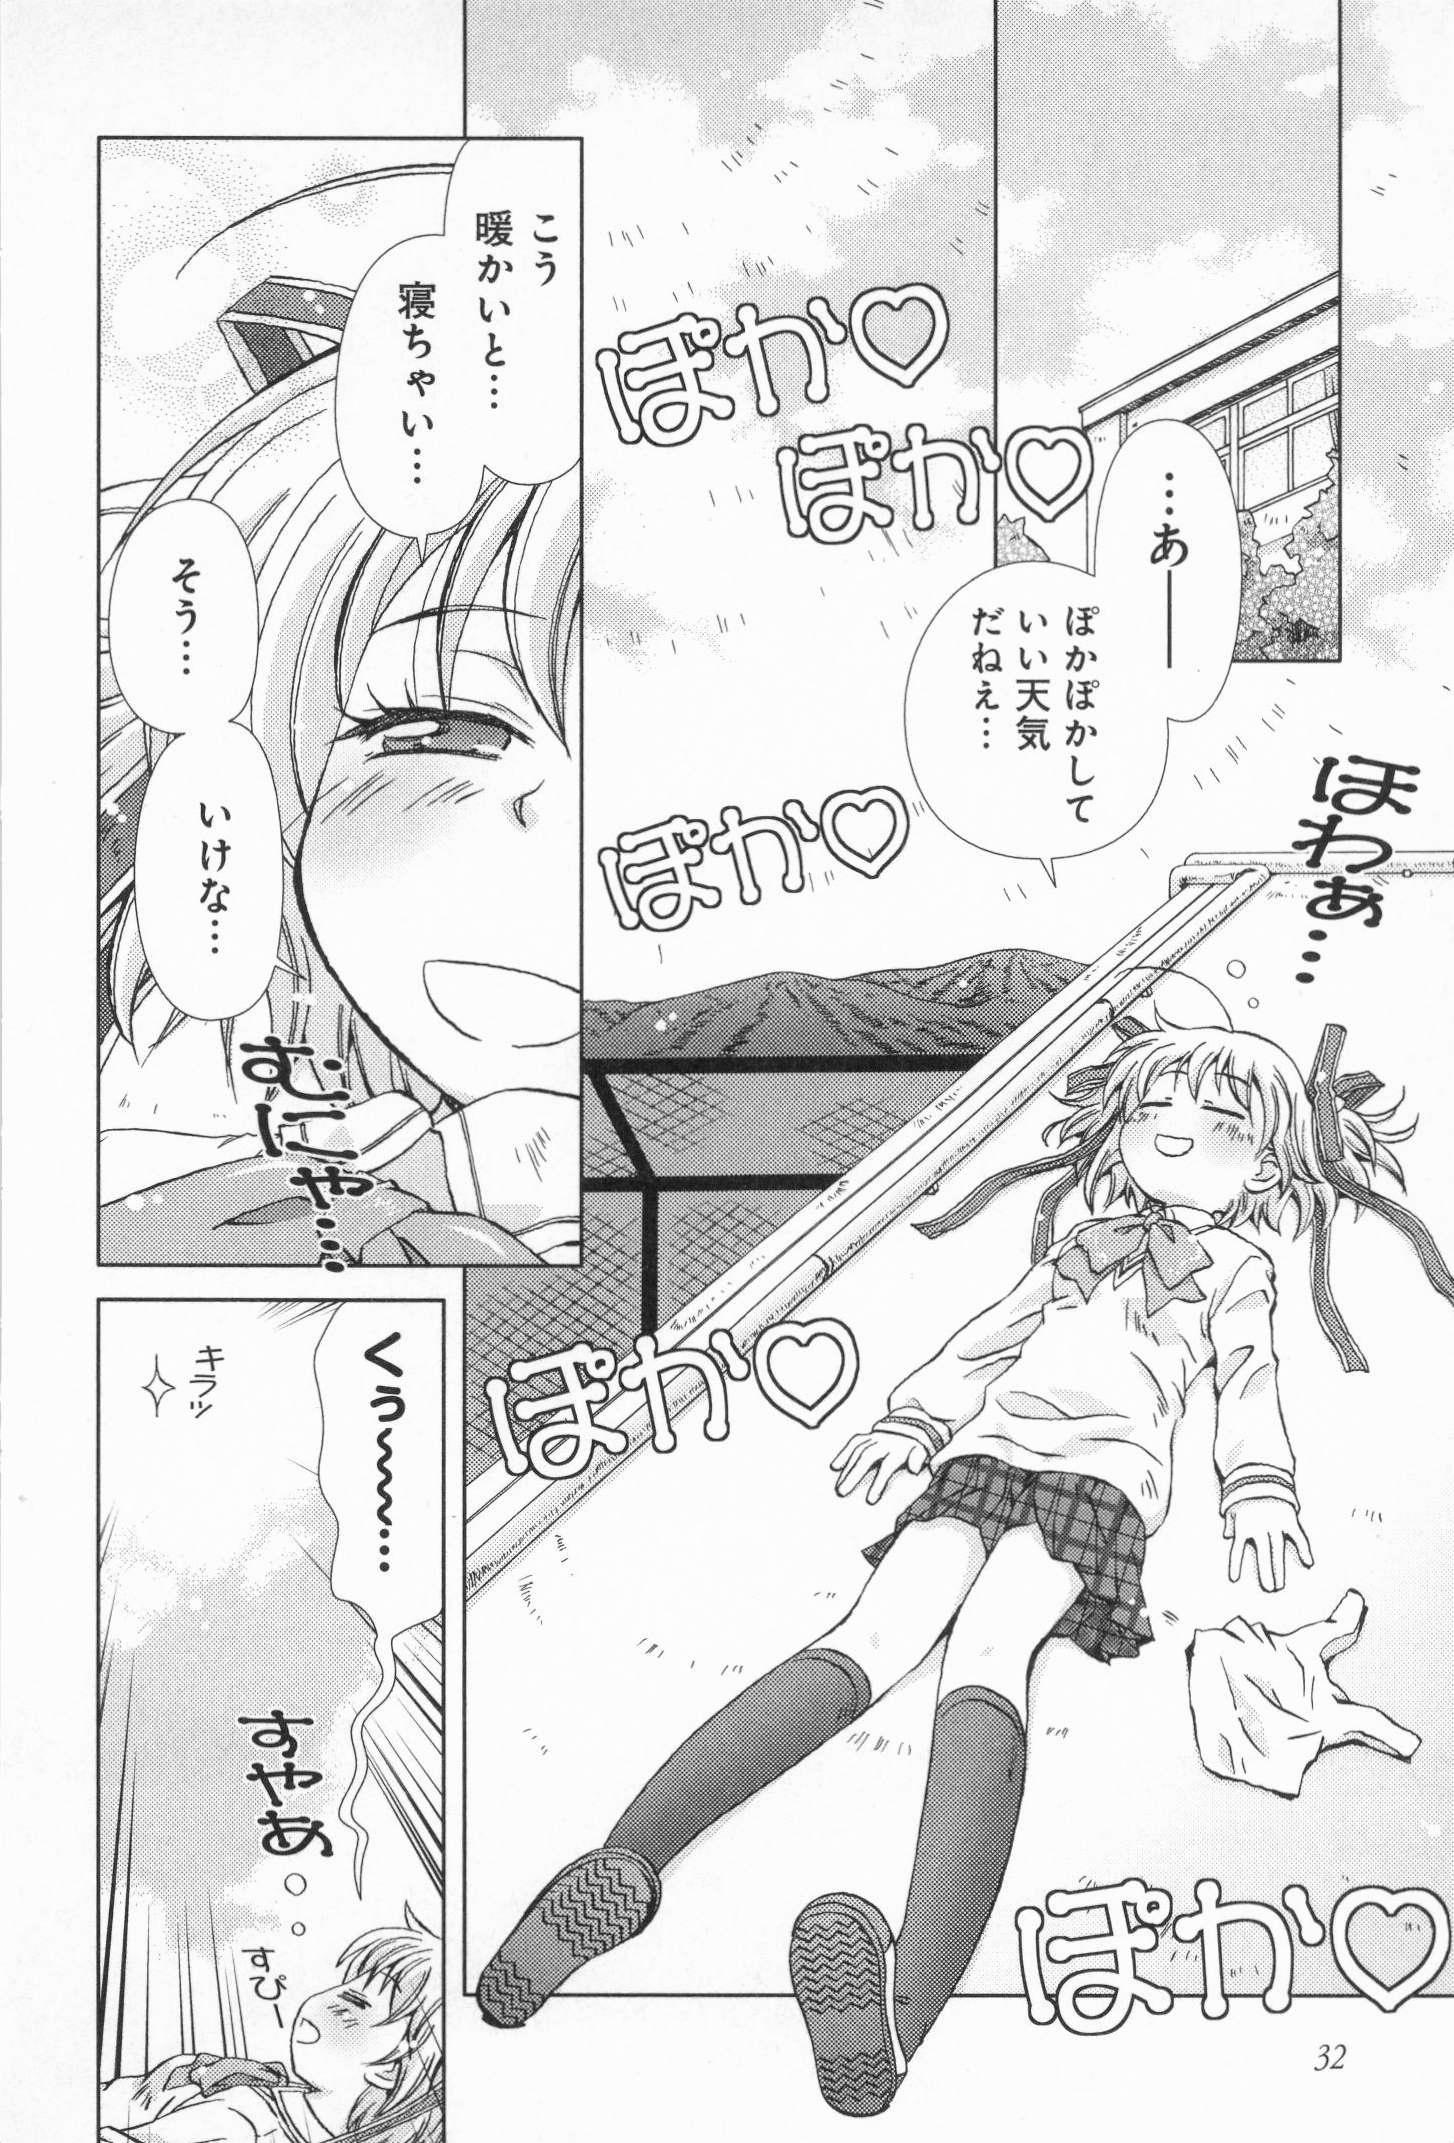 …あ――
ぽかぽかして
いい天気
だねぇ…
ほわぁ…
ぽか♡
ぽか♡
ぽか♡
ぽか♡
ぽか♡
こう
暖かいと…
寝ちゃい…
そう…
いけな…
むにゃ…
くぅ〜〜〜…
キラッ
すやぁ
すぴー
32